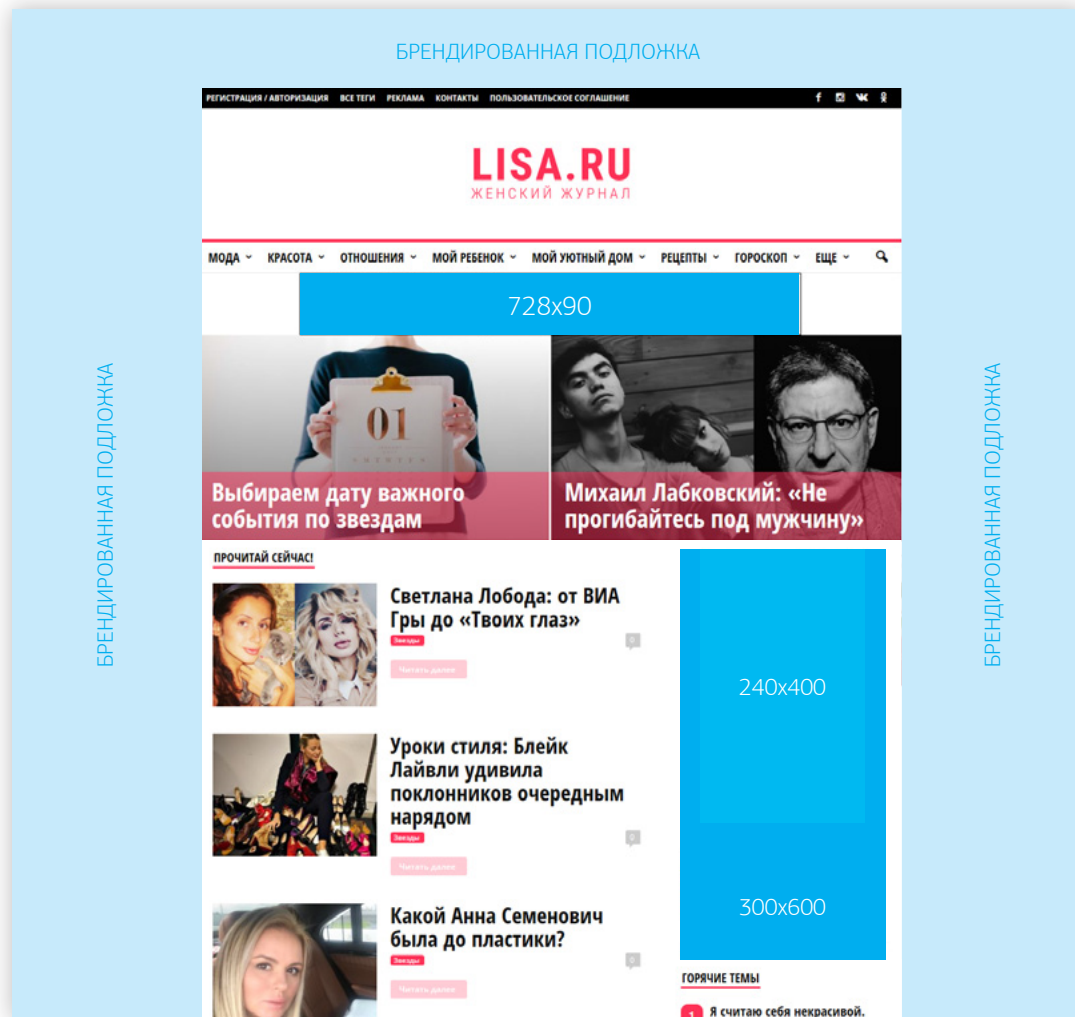 БРЕНДИРОВАННАЯ ПОДЛОЖКА
РЕГИСТРАЦИЯ / АВТОРИЗАЦИЯ ВСЕ ТЕГИ РЕКЛАМА КОНТАКТЫ ПОЛЬЗОВАТЕЛЬСКОЕ СОГЛАШЕНИЕ
LISA.RU
ЖЕНСКИЙ ЖУРНАЛ
МОДА КРАСОТА ОТНОШЕНИЯ МОЙ РЕБЕНОК МОЙ УЮТНЫЙ ДОМ РЕЦЕПТЫ ГОРОСКОП ЕЩЕ
728x90
БРЕНДИРОВАННАЯ ПОДЛОЖКА
БРЕНДИРОВАННАЯ ПОДЛОЖКА
01
Выбираем дату важного
события по звездам
Михаил Лабковский: «Не
прогибайтесь под мужчину»
ПРОЧИТАЙ СЕЙЧАС!
Светлана Лобода: от ВИА
Гры до «Твоих глаз»
Звезды
0
Читать далее
Уроки стиля: Блейк
Лайвли удивила
поклонников очередным
нарядом
Звезды
0
Читать далее
Какой Анна Семенович
была до пластики?
Звезды
0
Читать далее
240x400
300x600
ГОРЯЧИЕ ТЕМЫ
1 Я считаю себя некрасивой.